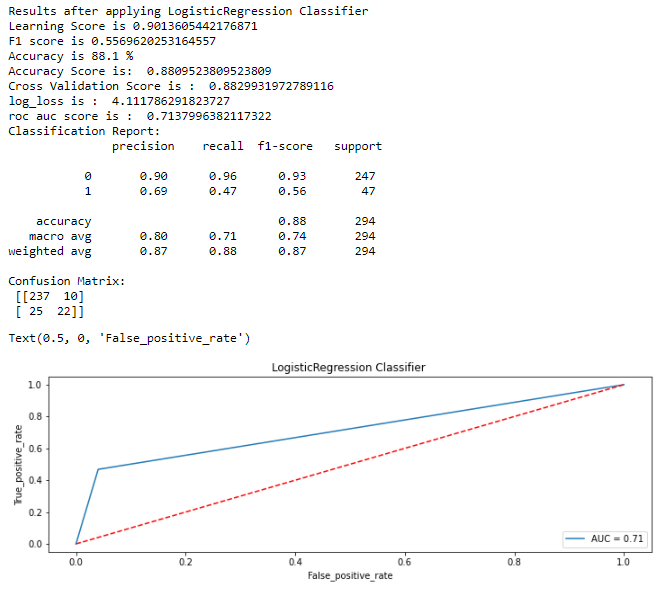 Results after applying LogisticRegression Classifier
Learning Score is 0.9013605442176871
F1 score is 0.5569620253164557
Accuracy is 88.1 %
Accuracy Score is:  0.8809523809523809
Cross Validation Score is :  0.8829931972789116
log_loss is :  4.111786291823727
roc auc score is :  0.7137996382117322
Classification Report:
              precision    recall  f1-score   support
           0       0.90      0.96      0.93       247
           1       0.69      0.47      0.56        47
    accuracy                           0.88       294
   macro avg       0.80      0.71      0.74       294
weighted avg       0.87      0.88      0.87       294
Confusion Matrix:
 [[237  10]
 [ 25  22]]
Text(0.5, 0, 'False_positive_rate')
LogisticRegression Classifier
1.0
0.8
0.6
0.4
0.2
0.0
True_positive_rate
AUC = 0.71
0.0 0.2 0.4 0.6 0.8 1.0
False_positive_rate